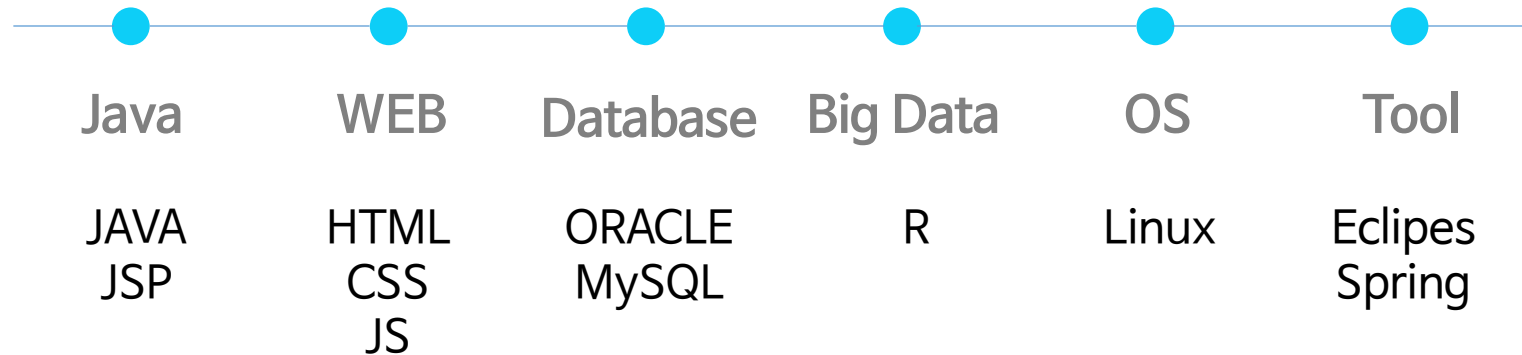 Java
WEB
Database
Big Data
OS
Tool
JAVA
JSP
HTML
CSS
JS
ORACLE
MySQL
R
Linux
Eclipes
Spring